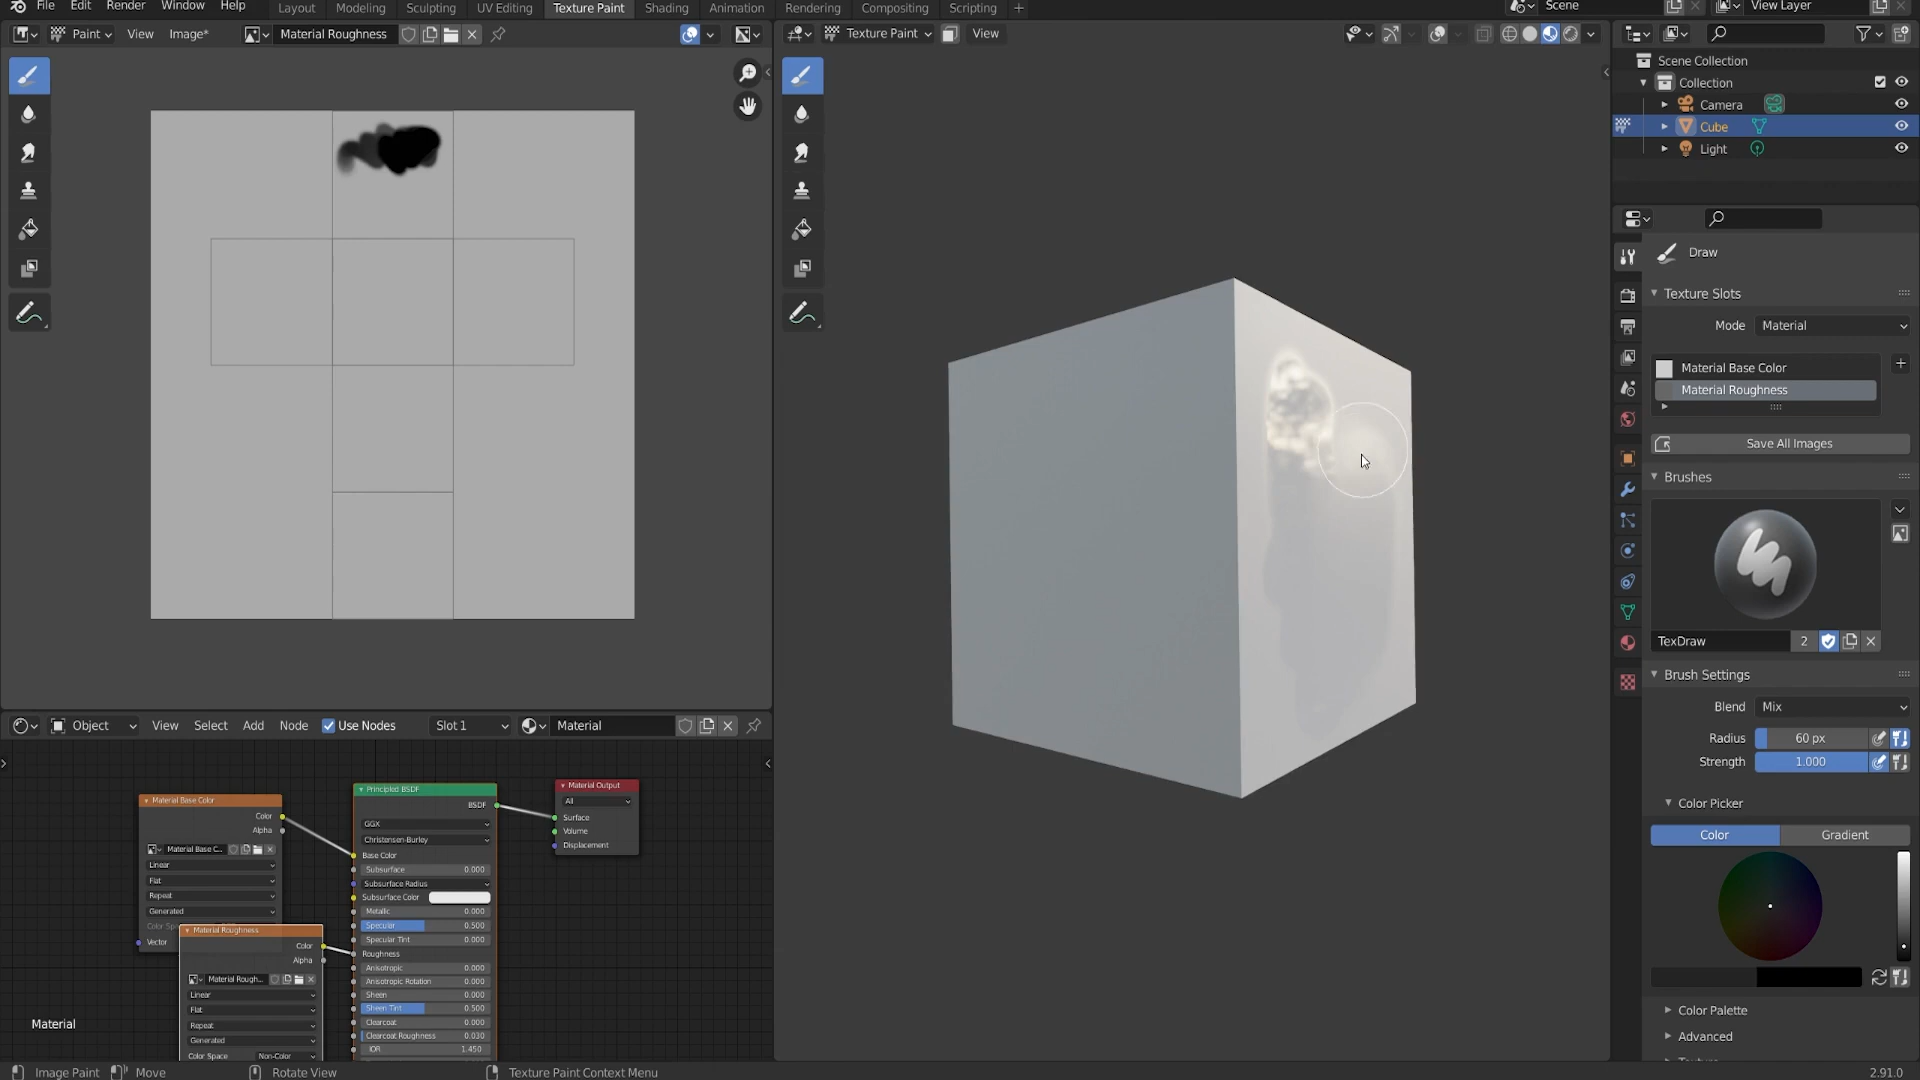 File Edit Render Window Help Layout Modeling Sculpting UV Editing Texture Paint Shading Animation Rendering Compositing Scripting + Scene View Layer
Paint View Image* Material Roughness
Texture Paint View
Scene Collection
Collection
Camera
Cube
Light
Draw
Texture Slots
Mode Material
Material Base Color
Material Roughness
Save All Images
Brushes
TexDraw 2
Brush Settings
Blend Mix
Radius 60 px
Strength 1.000
Color Picker
Color Gradient
Color Palette
Advanced
Object View Select Add Node Use Nodes Slot 1 Material
Material Base Color
Color
Alpha
Material Base C...
Linear
Flat
Repeat
Generated
Vector
Material Roughness
Color
Alpha
Material Rough...
Linear
Flat
Repeat
Generated
Color Space Non-Color
Principled BSDF
BSDF
GGX
Christensen-Burley
Base Color
Subsurface 0.000
Subsurface Radius
Subsurface Color
Metallic 0.000
Specular 0.500
Specular Tint 0.000
Roughness
Anisotropic 0.000
Anisotropic Rotation 0.000
Sheen 0.000
Sheen Tint 0.500
Clearcoat 0.000
Clearcoat Roughness 0.030
IOR 1.450
Material Output
All
Surface
Volume
Displacement
Material
Image Paint Move Rotate View Texture Paint Context Menu 2.91.0